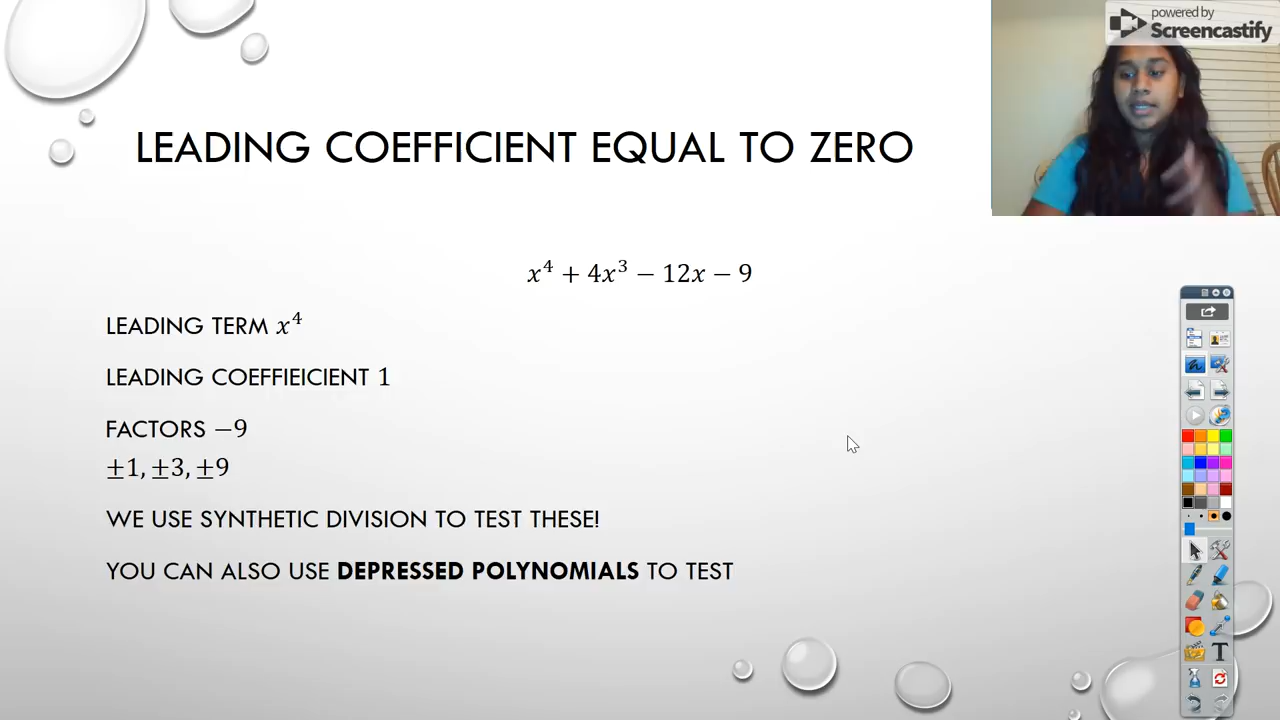 powered by
Screencastify
LEADING COEFFICIENT EQUAL TO ZERO
x⁴ + 4x³ − 12x − 9
LEADING TERM x⁴
LEADING COEFFIEICIENT 1
FACTORS −9
±1, ±3, ±9
WE USE SYNTHETIC DIVISION TO TEST THESE!
YOU CAN ALSO USE DEPRESSED POLYNOMIALS TO TEST
T